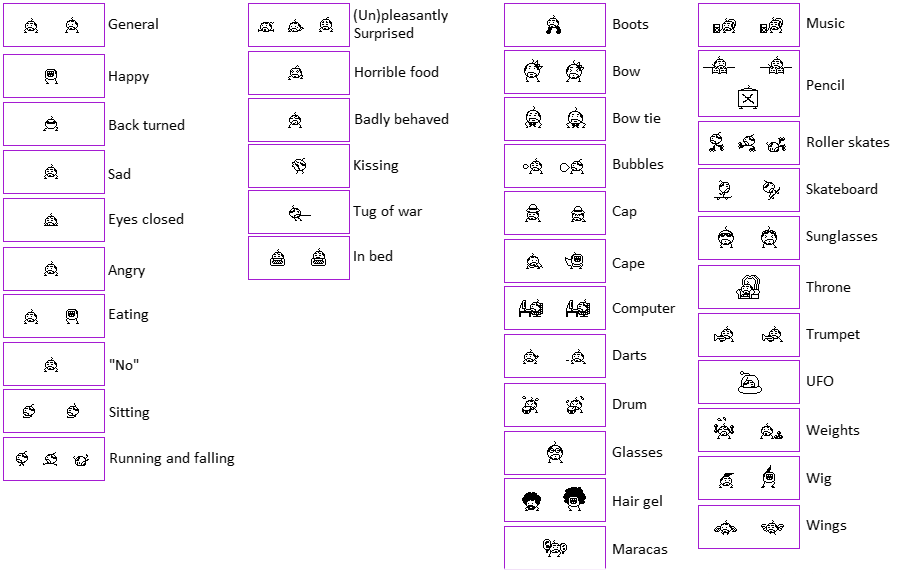 General
Happy
Back turned
Sad
Eyes closed
Angry
Eating
"No"
Sitting
Running and falling
(Un)pleasantly
Surprised
Horrible food
Badly behaved
Kissing
Tug of war
In bed
Boots
Bow
Bow tie
Bubbles
Cap
Cape
Computer
Darts
Drum
Glasses
Hair gel
Maracas
Music
Pencil
Roller skates
Skateboard
Sunglasses
Throne
Trumpet
UFO
Weights
Wig
Wings